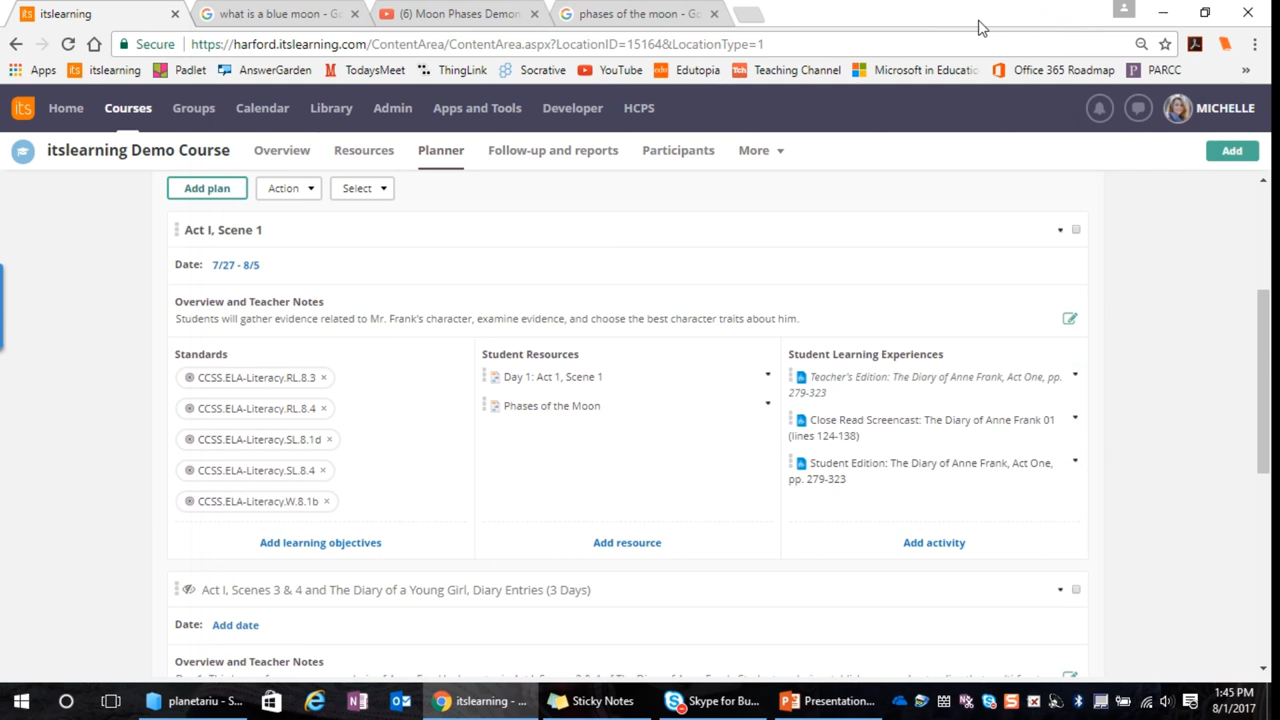 itslearning
what is a blue moon - Go
(6) Moon Phases Demon
phases of the moon - Go
Secure
https://harford.itslearning.com/ContentArea/ContentArea.aspx?LocationID=15164&LocationType=1
Apps
its itslearning
Padlet
AnswerGarden
TodaysMeet
ThingLink
Socrative
YouTube
edu Edutopia
Tch Teaching Channel
Microsoft in Educatio
Office 365 Roadmap
P PARCC
»
its
Home
Courses
Groups
Calendar
Library
Admin
Apps and Tools
Developer
HCPS
MICHELLE
itslearning Demo Course
Overview
Resources
Planner
Follow-up and reports
Participants
More
Add
Add plan
Action
Select
Act I, Scene 1
Date: 7/27 - 8/5
Overview and Teacher Notes
Students will gather evidence related to Mr. Frank's character, examine evidence, and choose the best character traits about him.
Standards
CCSS.ELA-Literacy.RL.8.3 ×
CCSS.ELA-Literacy.RL.8.4 ×
CCSS.ELA-Literacy.SL.8.1d ×
CCSS.ELA-Literacy.SL.8.4 ×
CCSS.ELA-Literacy.W.8.1b ×
Add learning objectives
Student Resources
Day 1: Act 1, Scene 1
Phases of the Moon
Add resource
Student Learning Experiences
Teacher's Edition: The Diary of Anne Frank, Act One, pp.
279-323
Close Read Screencast: The Diary of Anne Frank 01
(lines 124-138)
Student Edition: The Diary of Anne Frank, Act One,
pp. 279-323
Add activity
Act I, Scenes 3 & 4 and The Diary of a Young Girl, Diary Entries (3 Days)
Date: Add date
Overview and Teacher Notes
planetariu - S...
itslearning - ...
Sticky Notes
Skype for Bu...
Presentation...
1:45 PM
8/1/2017